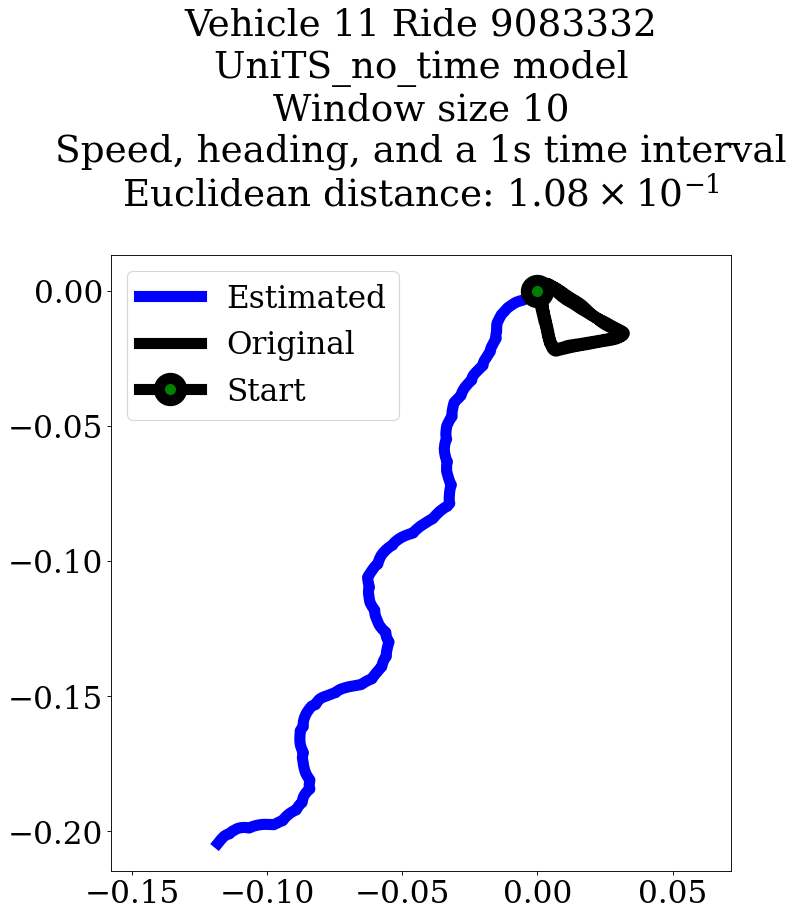 Vehicle 11 Ride 9083332
UniTS_no_time model
Window size 10
Speed, heading, and a 1s time interval
Euclidean distance: 1.08 × 10⁻¹
Estimated
Original
Start
0.00
−0.05
−0.10
−0.15
−0.20
−0.15 −0.10 −0.05 0.00 0.05